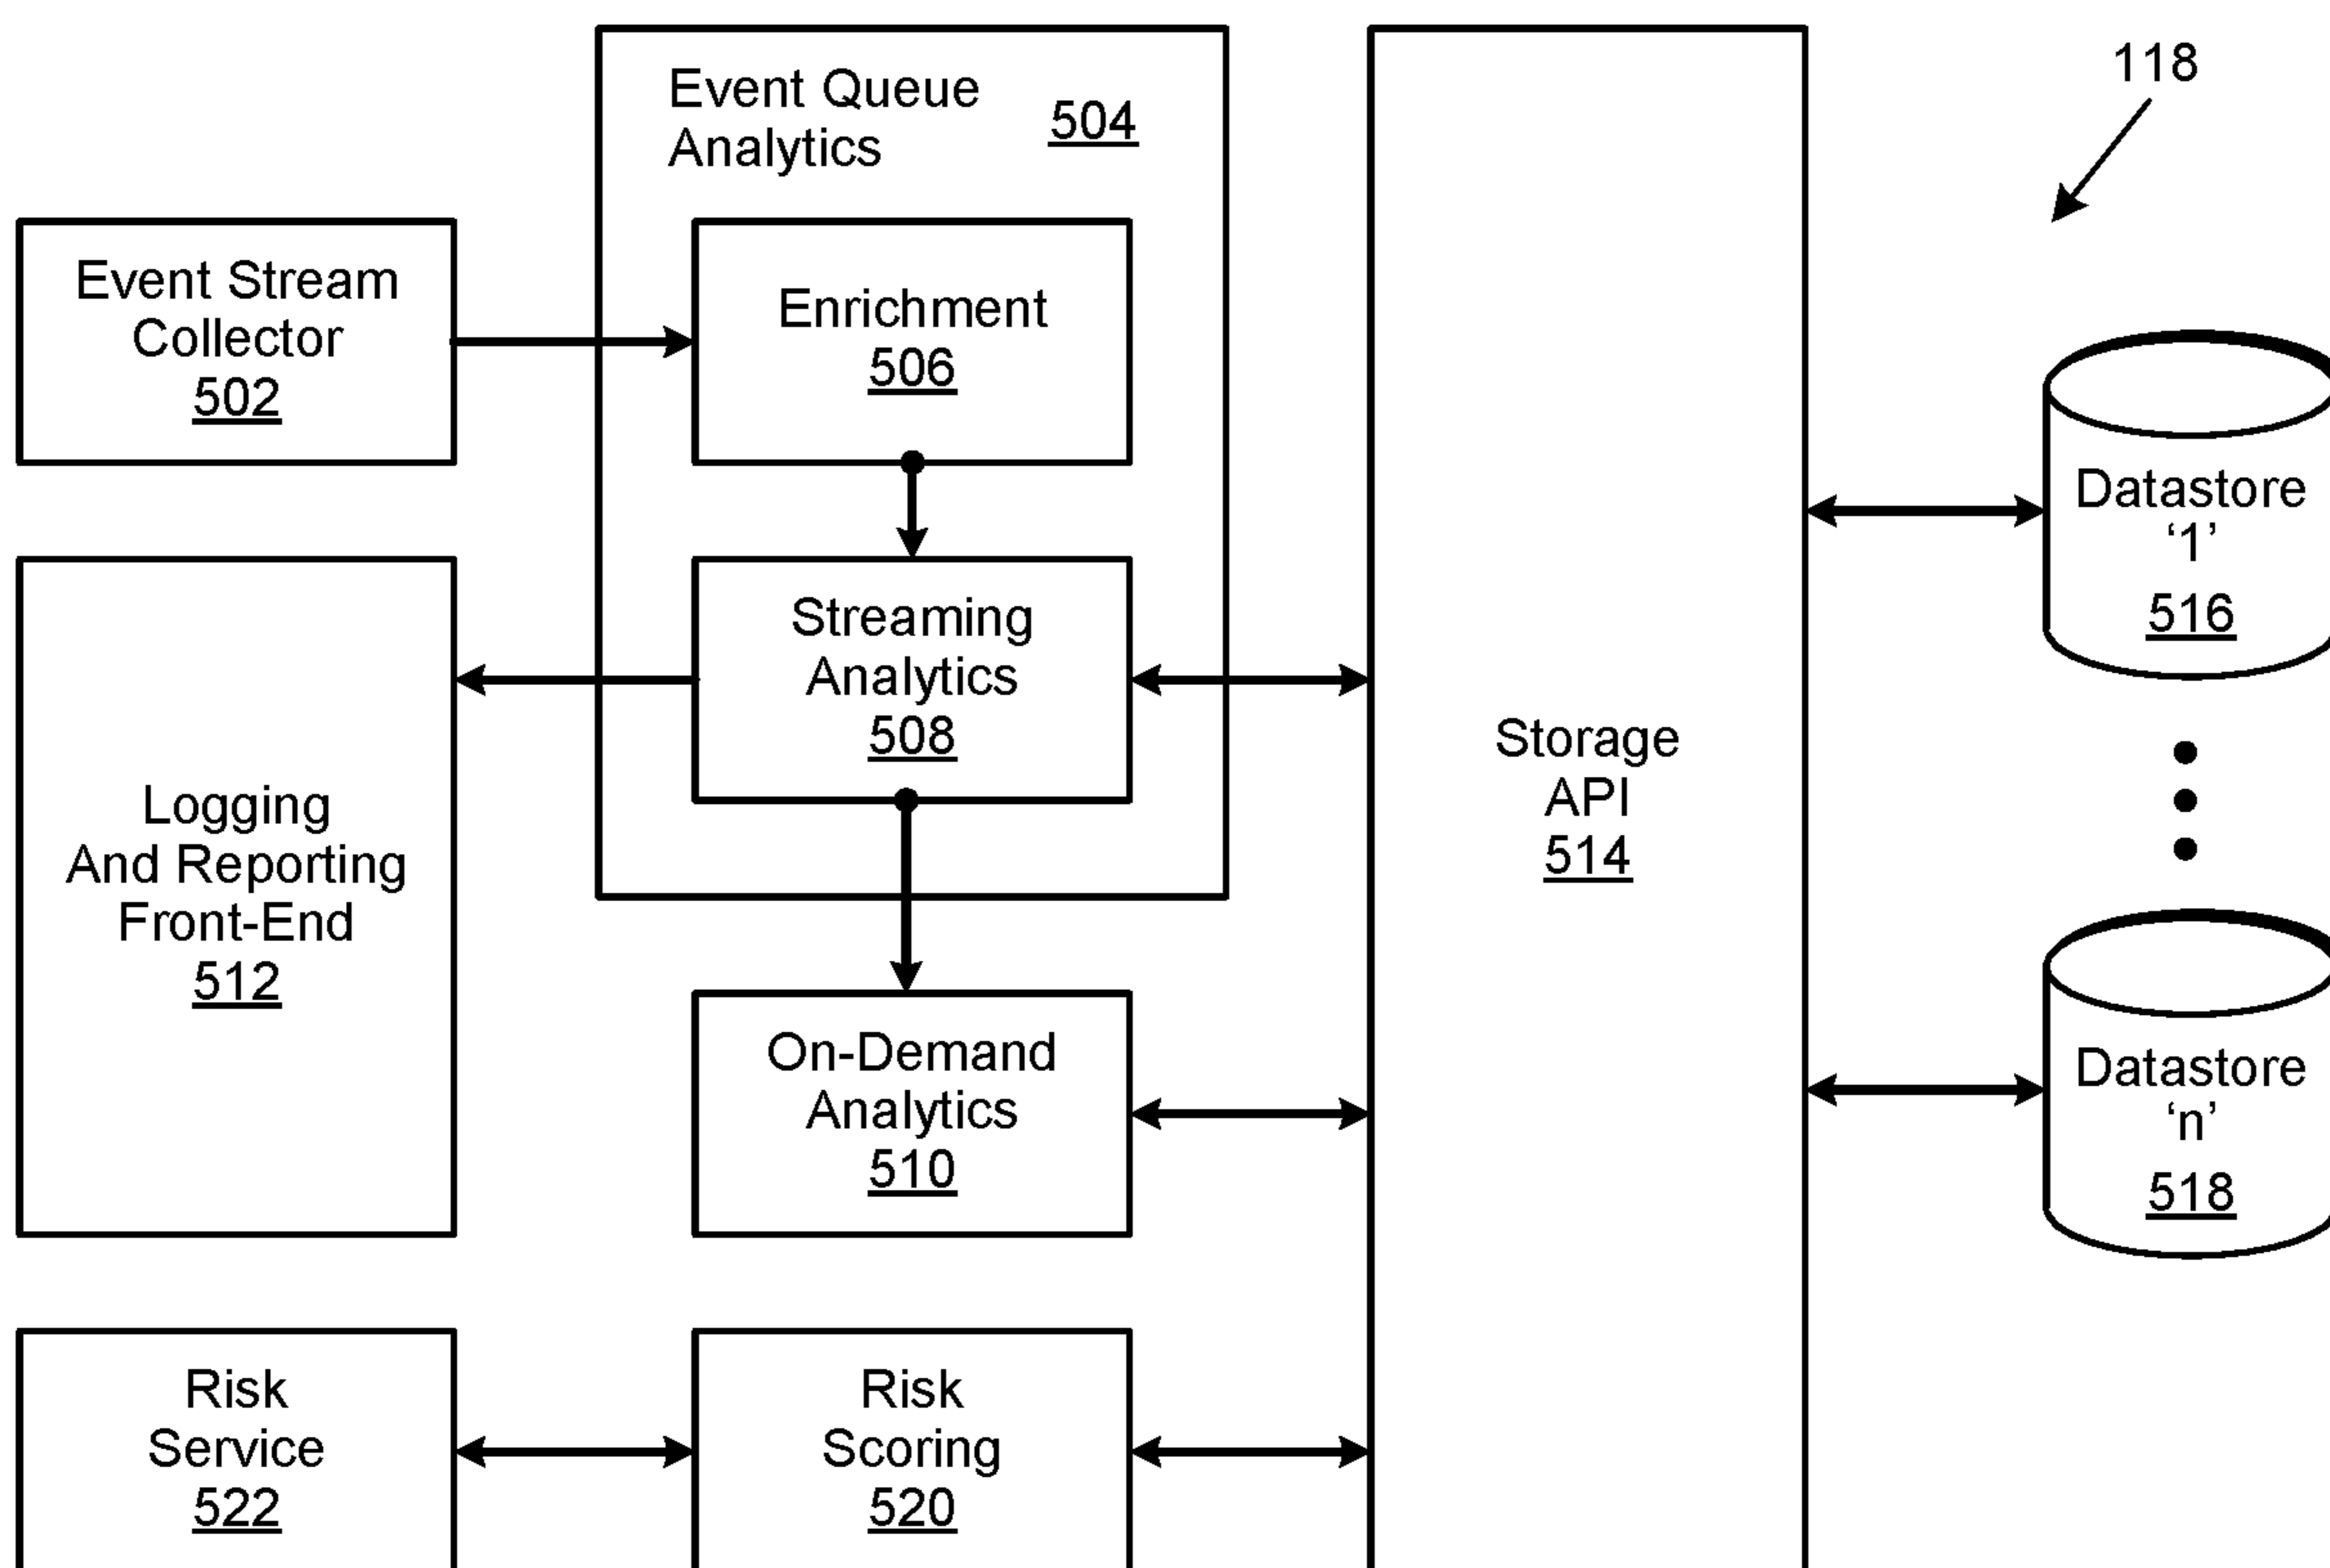 Event Queue
Analytics
504
118
Event Stream
Collector
502
Enrichment
506
Streaming
Analytics
508
Logging
And Reporting
Front-End
512
On-Demand
Analytics
510
Storage
API
514
Datastore
‘1’
516
Datastore
‘n’
518
Risk
Service
522
Risk
Scoring
520